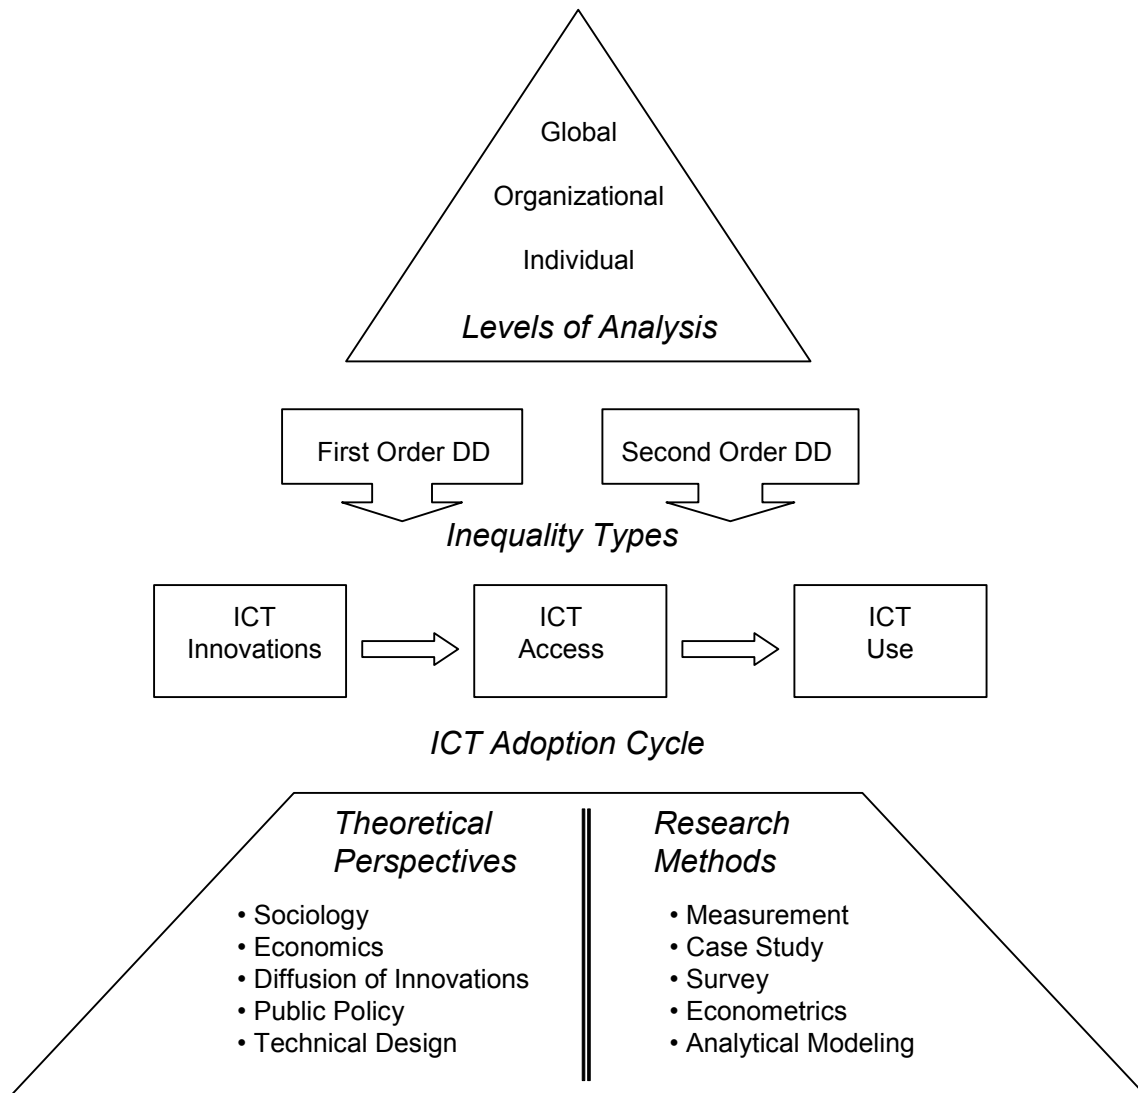 Global
Organizational
Individual
Levels of Analysis
First Order DD
Second Order DD
Inequality Types
ICT
Innovations
ICT
Access
ICT
Use
ICT Adoption Cycle
Theoretical
Perspectives
• Sociology
• Economics
• Diffusion of Innovations
• Public Policy
• Technical Design
Research
Methods
• Measurement
• Case Study
• Survey
• Econometrics
• Analytical Modeling